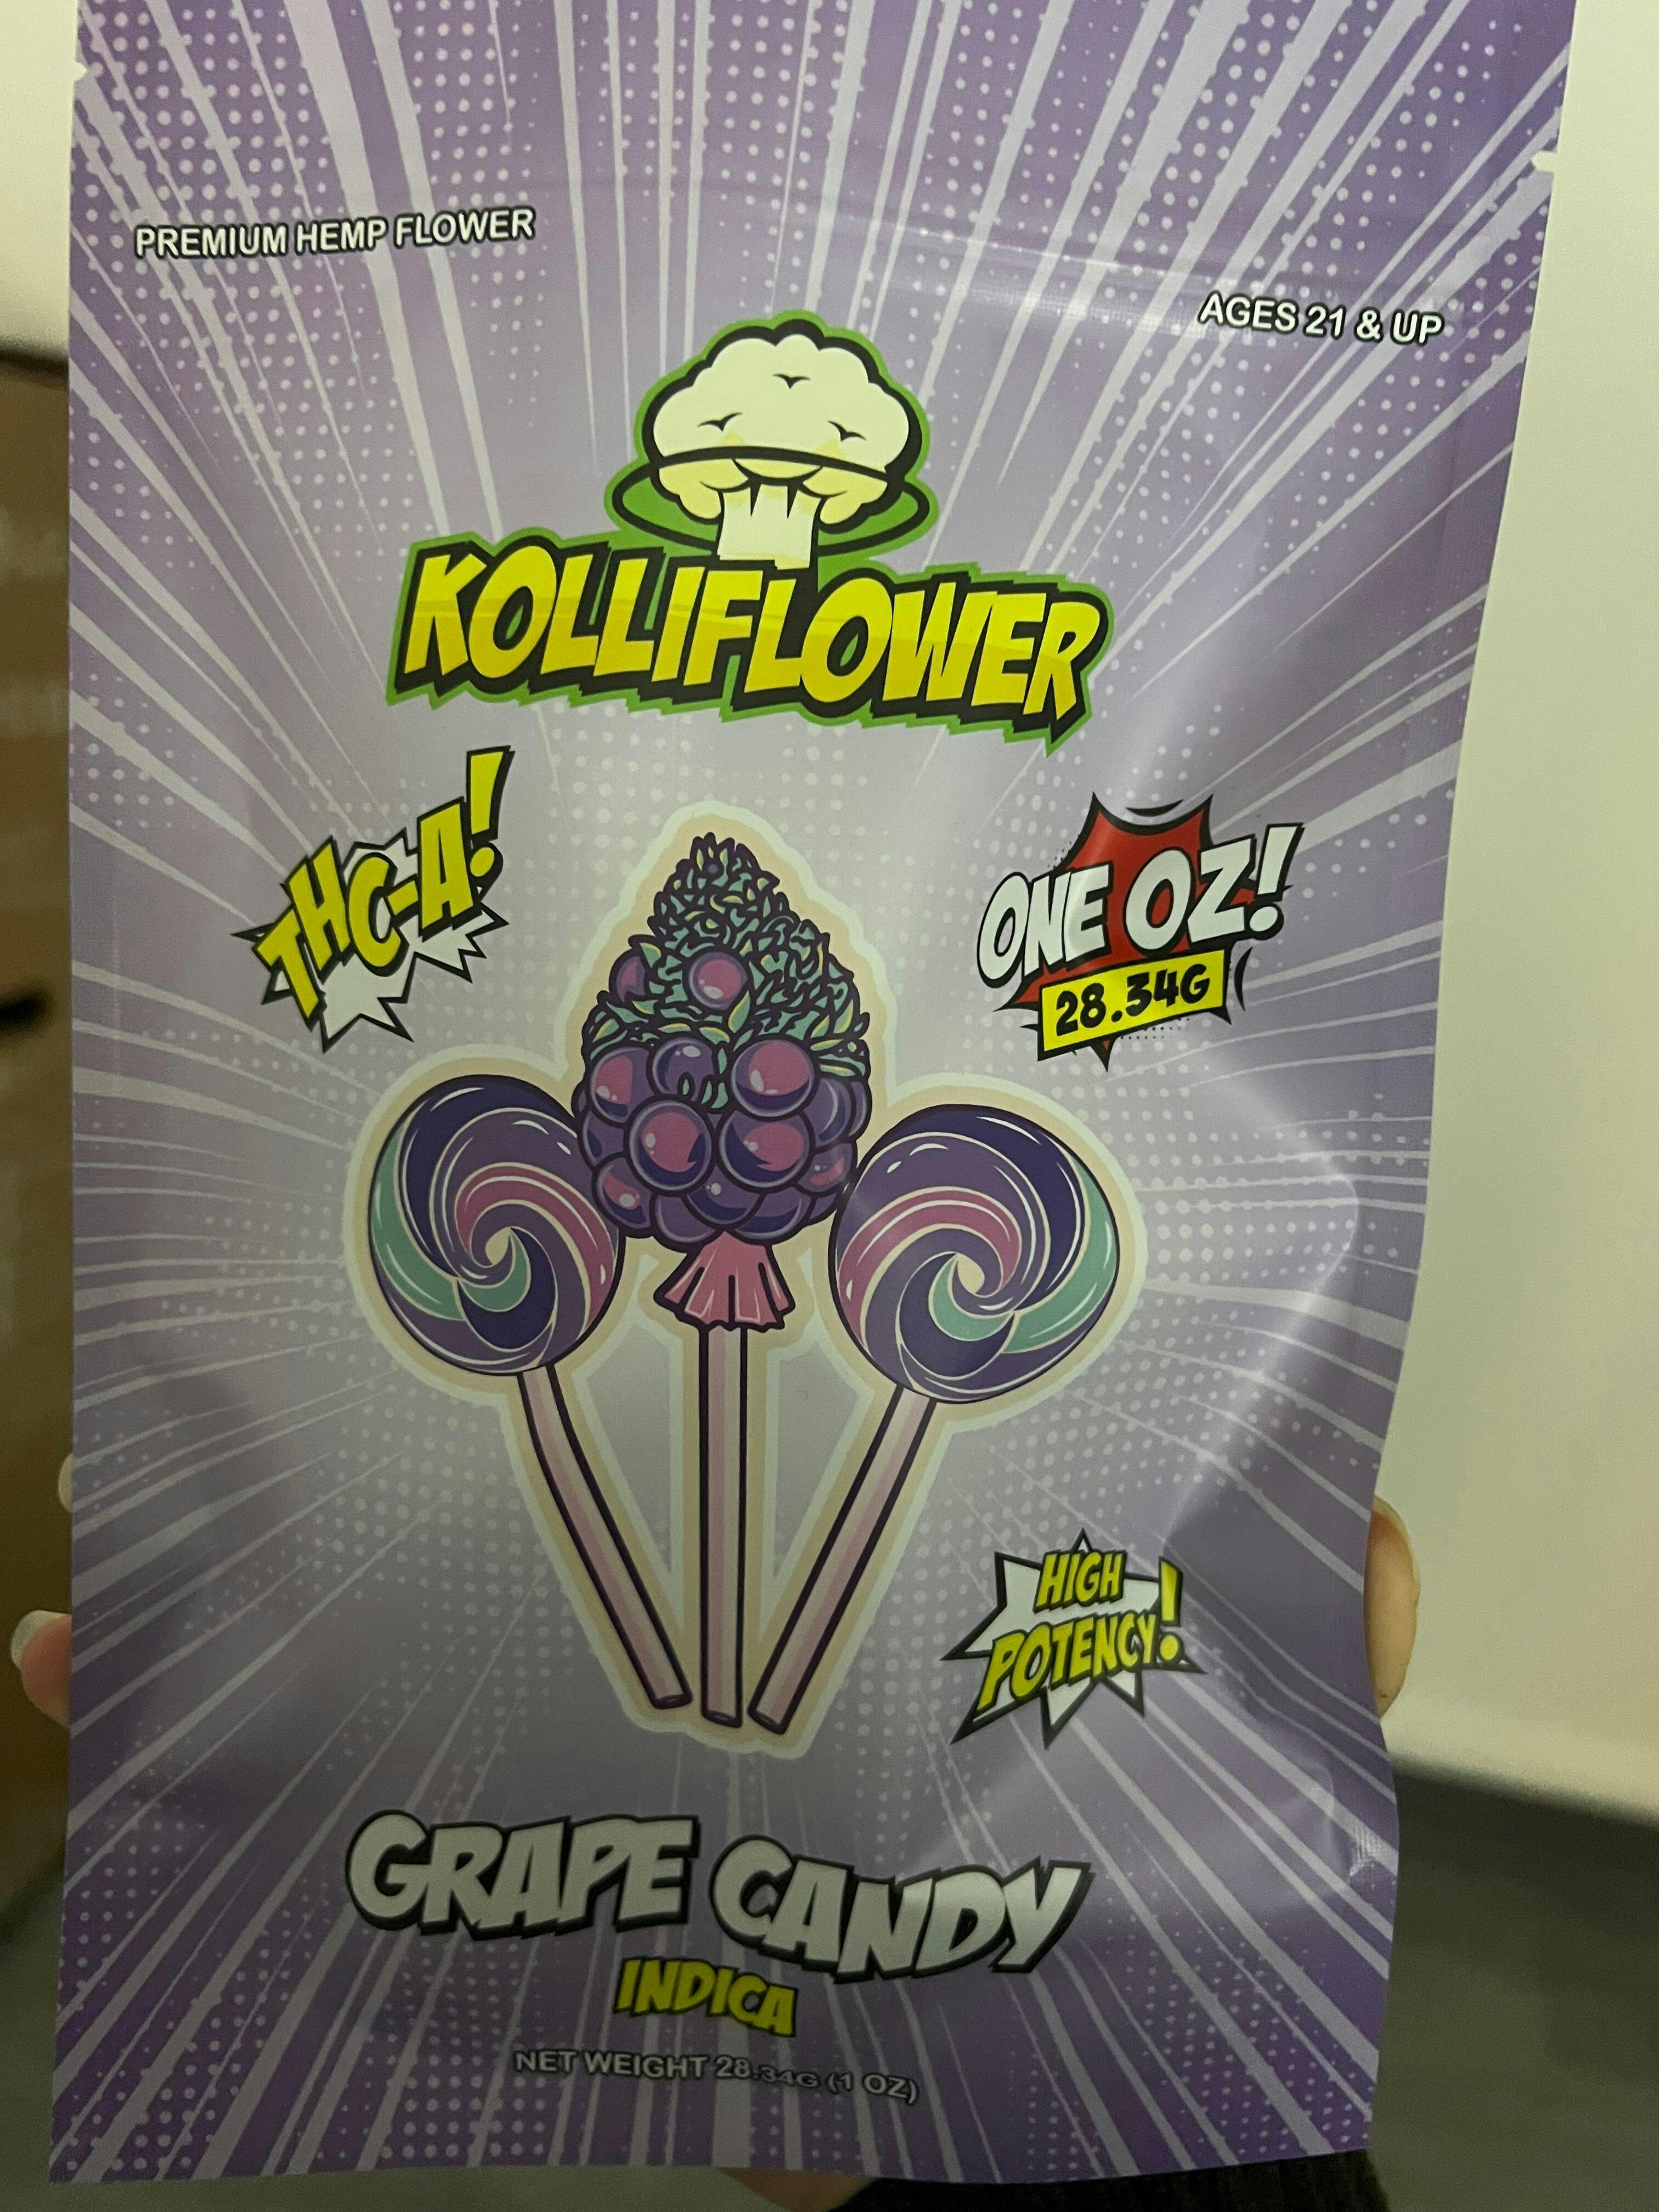 PREMIUM HEMP FLOWER
AGES 21 & UP
KOLLIFLOWER
THC-A!
ONE OZ!
28.34G
HIGH
POTENCY!
GRAPE CANDY
INDICA
NET WEIGHT 28.34G (1 OZ)